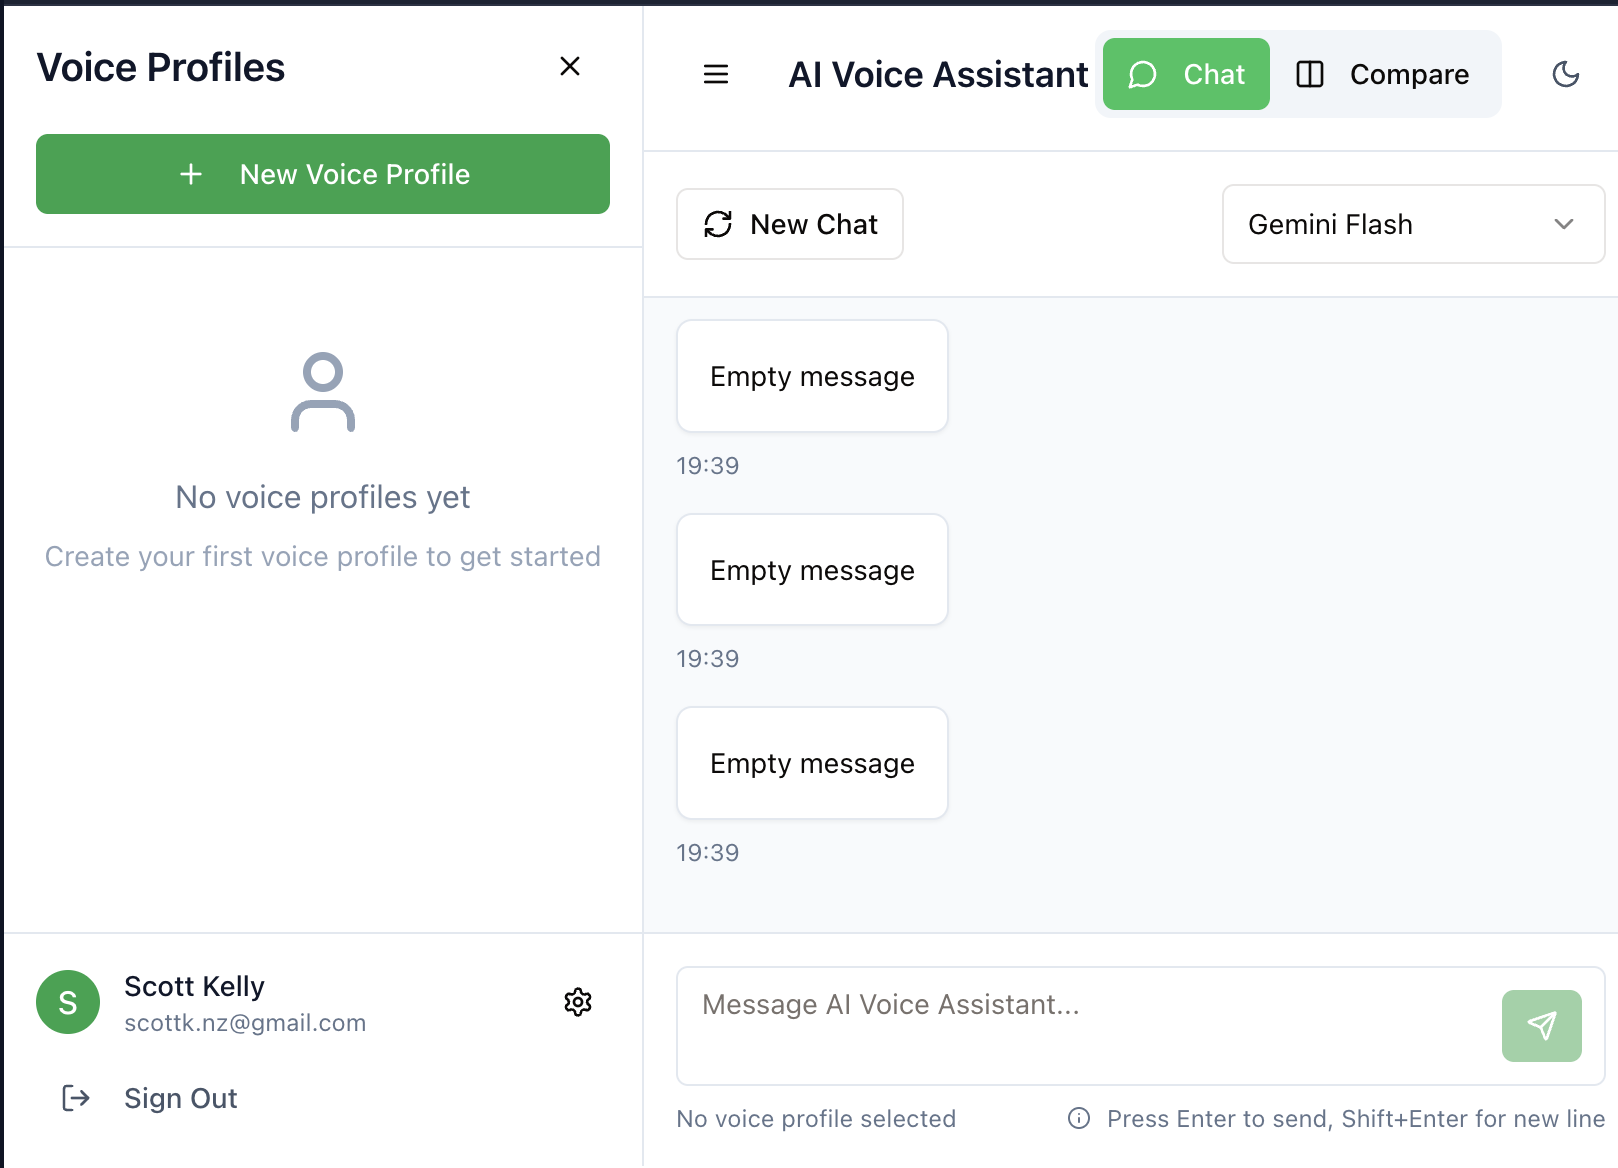 Voice Profiles
New Voice Profile
No voice profiles yet
Create your first voice profile to get started
S
Scott Kelly
scottk.nz@gmail.com
Sign Out
AI Voice Assistant
Chat
Compare
New Chat
Gemini Flash
Empty message
19:39
Empty message
19:39
Empty message
19:39
Message AI Voice Assistant...
No voice profile selected
Press Enter to send, Shift+Enter for new line